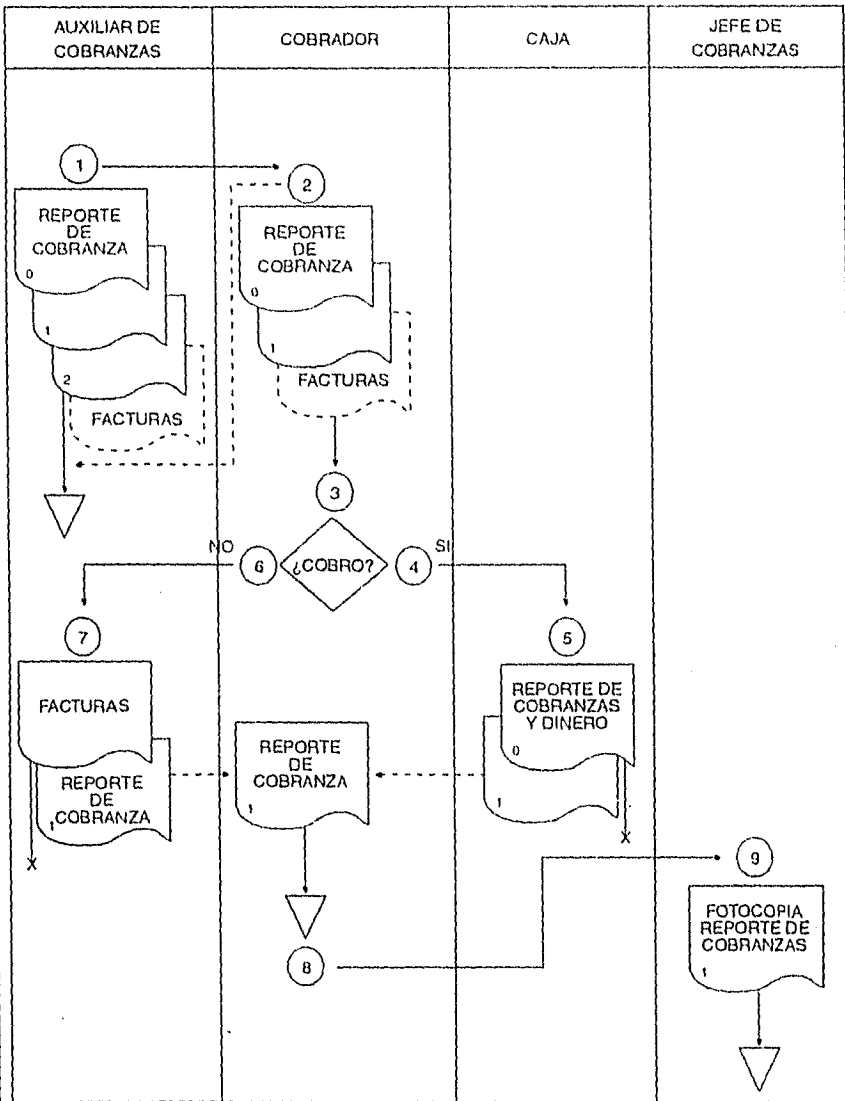 AUXILIAR DE
COBRANZAS
COBRADOR
CAJA
JEFE DE
COBRANZAS
1
2
REPORTE
DE
COBRANZA
0
1
2
FACTURAS
REPORTE
DE
COBRANZA
0
1
FACTURAS
3
NO
6
¿COBRO?
4
SI
7
5
FACTURAS
REPORTE
DE
COBRANZA
1
REPORTE
DE
COBRANZA
1
REPORTE DE
COBRANZAS
Y DINERO
0
1
X
X
8
9
FOTOCOPIA
REPORTE DE
COBRANZAS
1